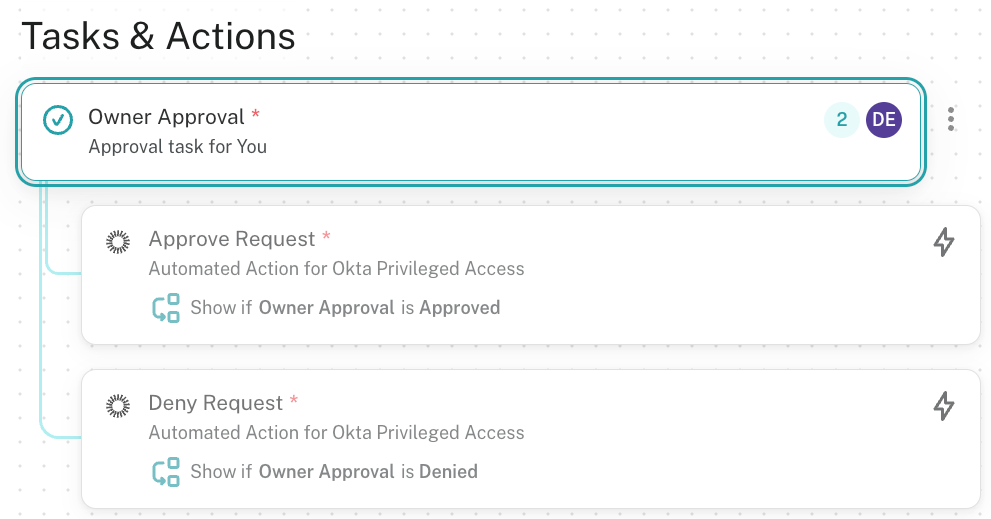 Tasks & Actions
Owner Approval *
2 DE
Approval task for You
Approve Request *
Automated Action for Okta Privileged Access
Show if Owner Approval is Approved
Deny Request *
Automated Action for Okta Privileged Access
Show if Owner Approval is Denied